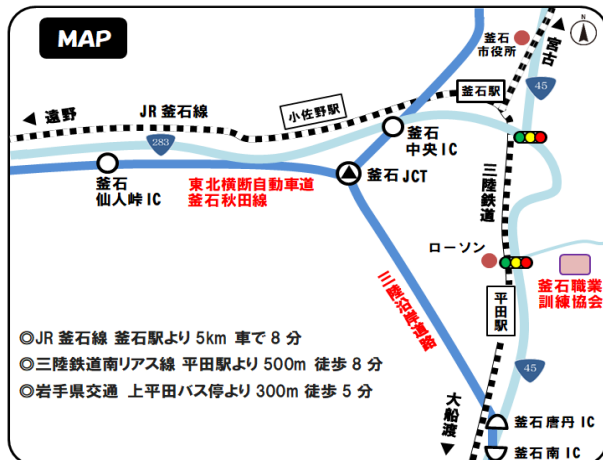 MAP
N
釜石
市役所
宮古
45
釜石駅
小佐野駅
JR 釜石線
遠野
283
釜石
中央 IC
釜石
仙人峠 IC
東北横断自動車道
釜石秋田線
釜石 JCT
三陸鉄道
ローソン
釜石職業
訓練協会
平田駅
三陸沿岸道路
◎JR 釜石線 釜石駅より 5km 車で 8 分
◎三陸鉄道南リアス線 平田駅より 500m 徒歩 8 分
◎岩手県交通 上平田バス停より 300m 徒歩 5 分
45
大船渡
釜石唐丹 IC
釜石南 IC